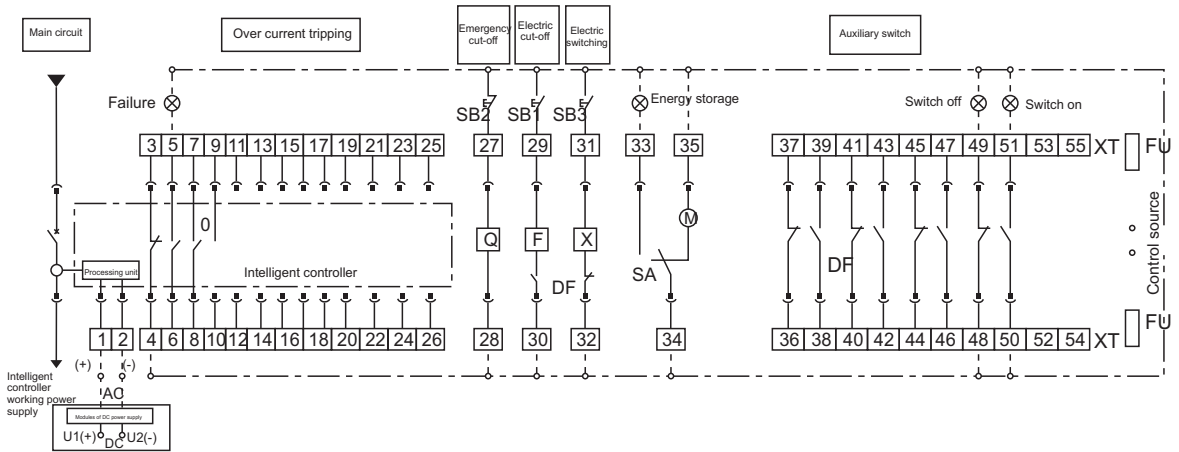 Main circuit
Over current tripping
Emergency
cut-off
Electric
cut-off
Electric
switching
Auxiliary switch
Failure
SB2
SB1
SB3
Energy storage
Switch off
Switch on
3 5 7 9 11 13 15 17 19 21 23 25
27
29
31
33
35
37 39 41 43 45 47 49 51 53 55 XT
FU
0
Q
F
X
M
Processing unit
Intelligent controller
DF
SA
DF
Control source
1 2 4 6 8 10 12 14 16 18 20 22 24 26
28
30
32
34
36 38 40 42 44 46 48 50 52 54 XT
FU
(+)
(-)
Intelligent
controller
working power
supply
AC
Modules of DC power supply
U1(+) DC U2(-)